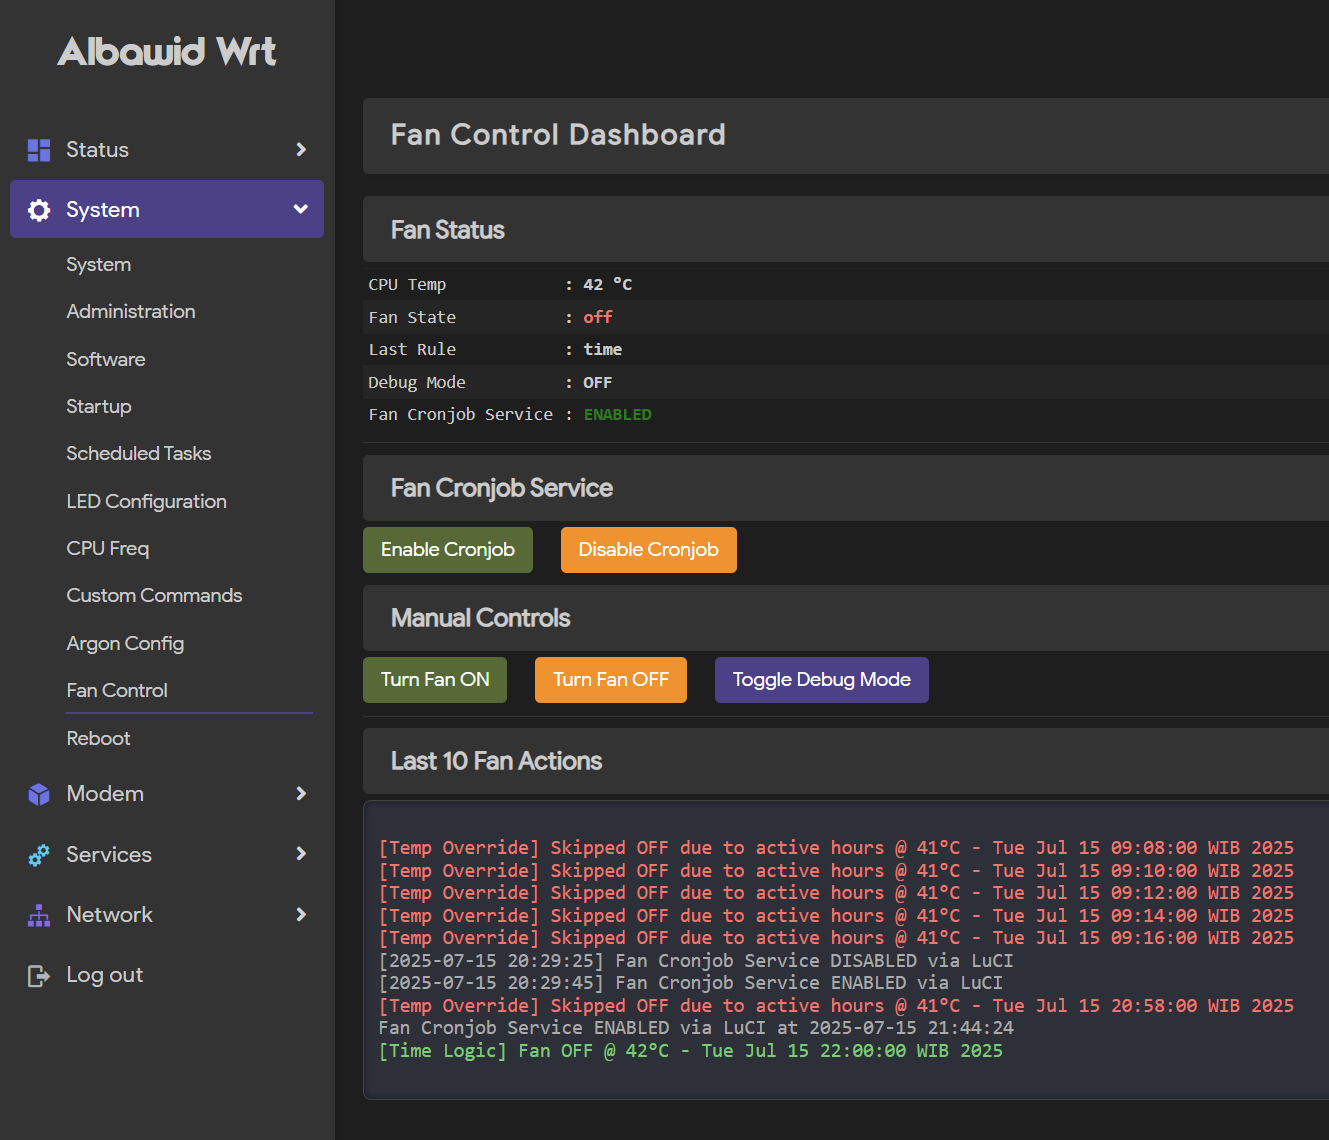 Albawid Wrt
Status
System
System
Administration
Software
Startup
Scheduled Tasks
LED Configuration
CPU Freq
Custom Commands
Argon Config
Fan Control
Reboot
Modem
Services
Network
Log out
Fan Control Dashboard
Fan Status
CPU Temp : 42 °C
Fan State : off
Last Rule : time
Debug Mode : OFF
Fan Cronjob Service : ENABLED
Fan Cronjob Service
Enable Cronjob Disable Cronjob
Manual Controls
Turn Fan ON Turn Fan OFF Toggle Debug Mode
Last 10 Fan Actions
[Temp Override] Skipped OFF due to active hours @ 41°C - Tue Jul 15 09:08:00 WIB 2025
[Temp Override] Skipped OFF due to active hours @ 41°C - Tue Jul 15 09:10:00 WIB 2025
[Temp Override] Skipped OFF due to active hours @ 41°C - Tue Jul 15 09:12:00 WIB 2025
[Temp Override] Skipped OFF due to active hours @ 41°C - Tue Jul 15 09:14:00 WIB 2025
[Temp Override] Skipped OFF due to active hours @ 41°C - Tue Jul 15 09:16:00 WIB 2025
[2025-07-15 20:29:25] Fan Cronjob Service DISABLED via LuCI
[2025-07-15 20:29:45] Fan Cronjob Service ENABLED via LuCI
[Temp Override] Skipped OFF due to active hours @ 41°C - Tue Jul 15 20:58:00 WIB 2025
Fan Cronjob Service ENABLED via LuCI at 2025-07-15 21:44:24
[Time Logic] Fan OFF @ 42°C - Tue Jul 15 22:00:00 WIB 2025